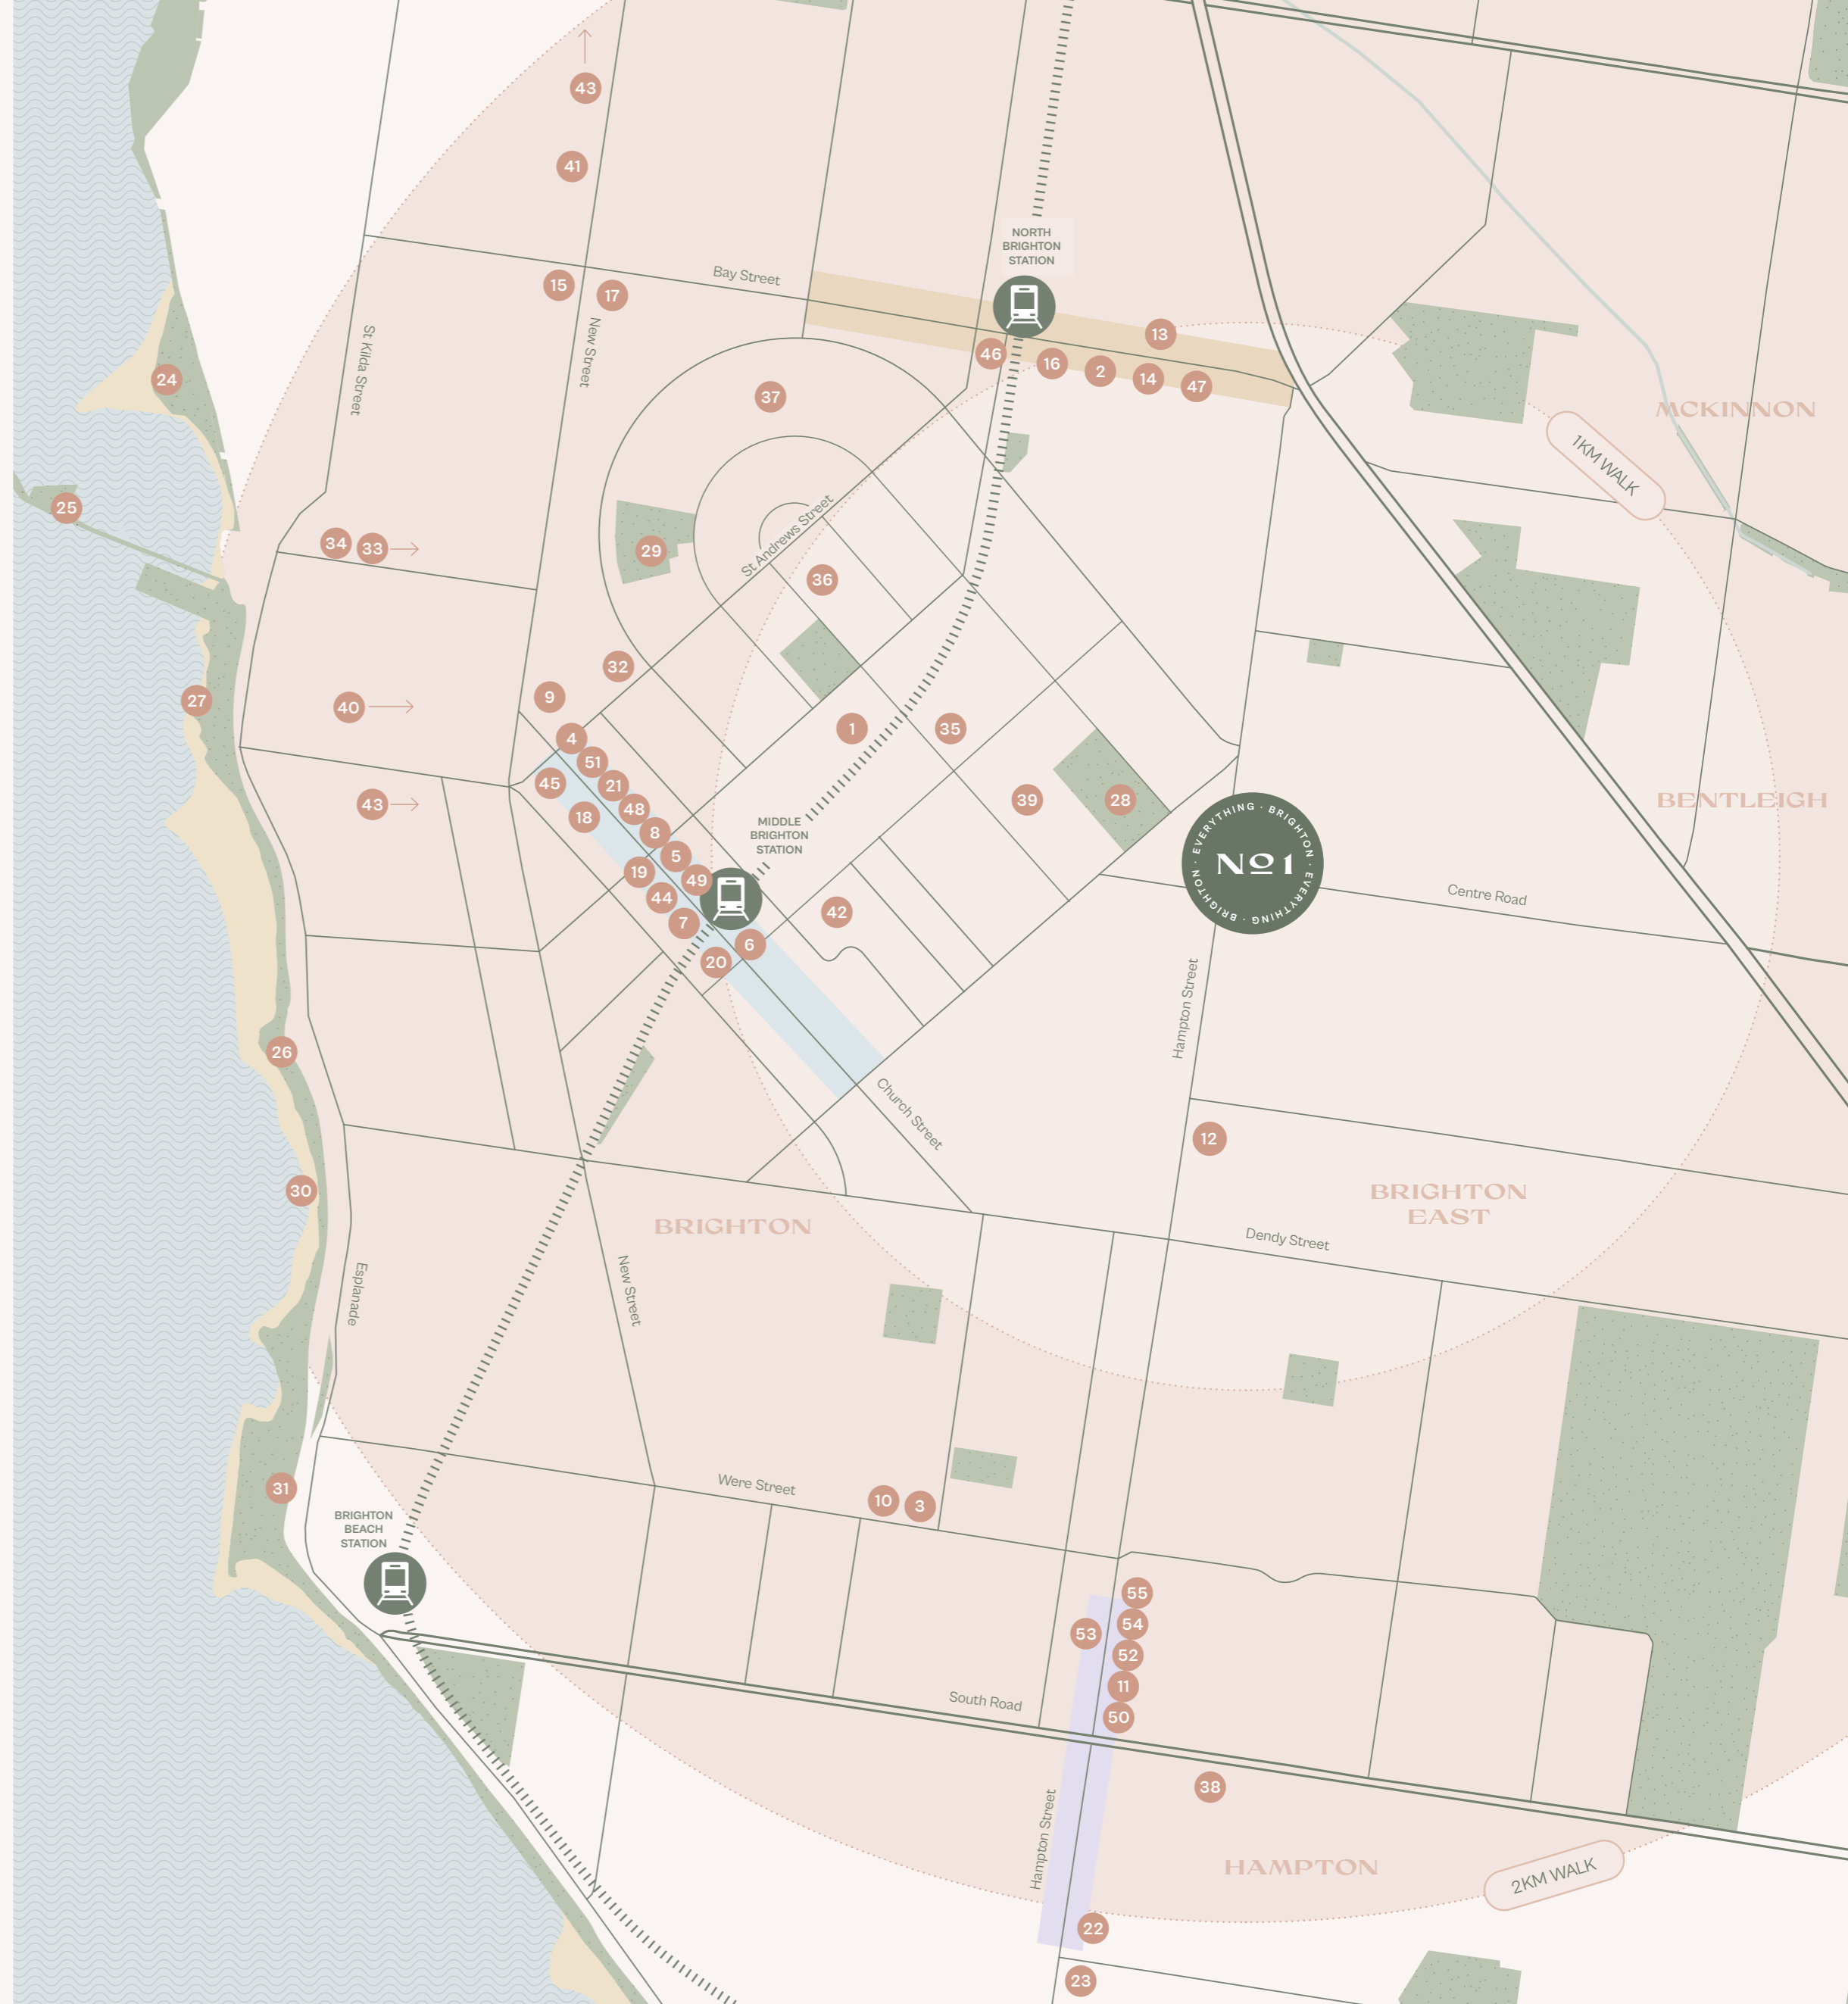 43
41
NORTH
BRIGHTON
STATION
Bay Street
15
17
St Kilda Street
New Street
13
46
16
2
14
47
24
37
MCKINNON
1KM WALK
25
St Andrews Street
34
33
29
36
32
9
27
40
1
35
4
51
45
21
43
48
18
39
28
MIDDLE
BRIGHTON
STATION
8
5
19
49
44
7
42
6
20
BENTLEIGH
EVERYTHING · BRIGHTON · EVERYTHING · BRIGHTON ·
No 1
Centre Road
Hampton Street
26
Church Street
12
30
BRIGHTON
EAST
BRIGHTON
Dendy Street
Esplanade
New Street
31
Were Street
10
3
BRIGHTON
BEACH
STATION
55
54
53
52
11
50
South Road
38
Hampton Street
HAMPTON
2KM WALK
22
23